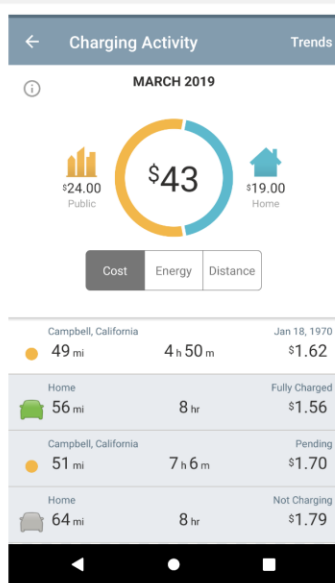 Charging Activity Trends
MARCH 2019
$24.00
Public
$43
$19.00
Home
Cost Energy Distance
Campbell, California Jan 18, 1970
49 mi 4 h 50 m $1.62
Home Fully Charged
56 mi 8 hr $1.56
Campbell, California Pending
51 mi 7 h 6 m $1.70
Home Not Charging
64 mi 8 hr $1.79